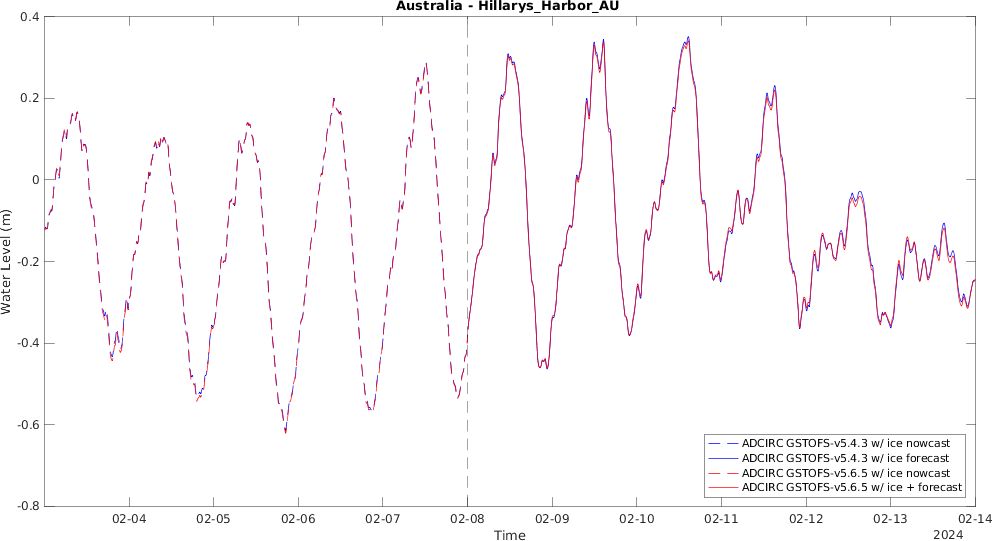 Australia - Hillarys_Harbor_AU
0.4
0.2
0
-0.2
-0.4
-0.6
-0.8
Water Level (m)
ADCIRC GSTOFS-v5.4.3 w/ ice nowcast
ADCIRC GSTOFS-v5.4.3 w/ ice forecast
ADCIRC GSTOFS-v5.6.5 w/ ice nowcast
ADCIRC GSTOFS-v5.6.5 w/ ice + forecast
02-04 02-05 02-06 02-07 02-08 02-09 02-10 02-11 02-12 02-13 02-14
Time
2024